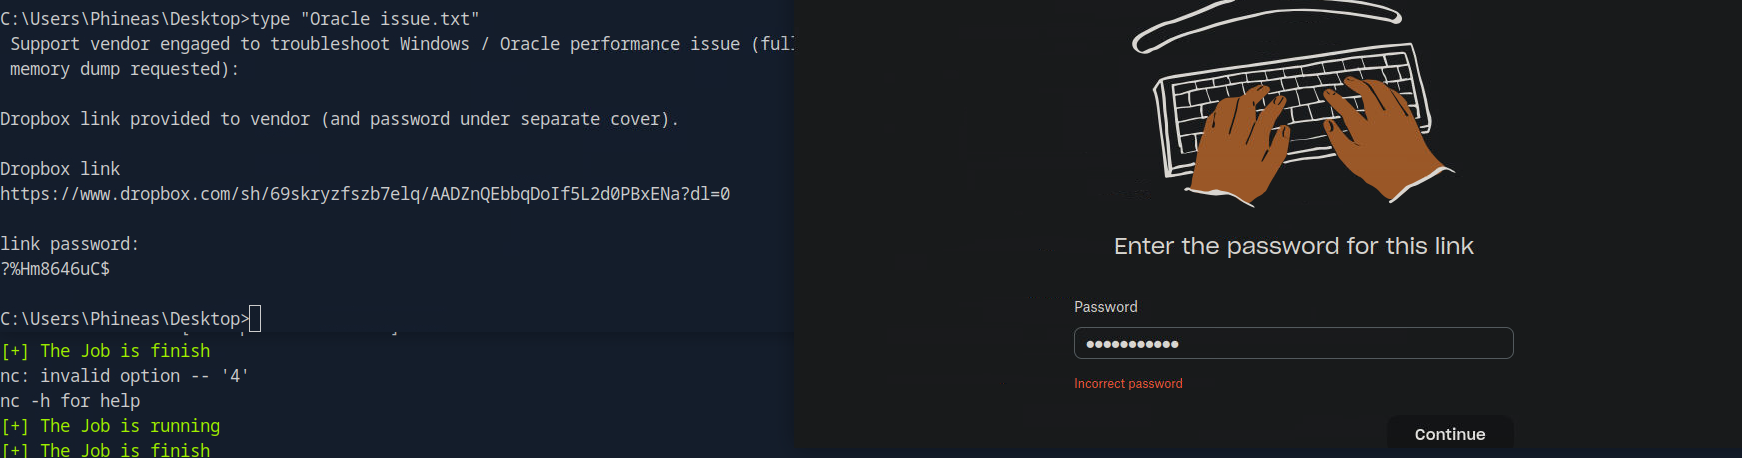 C:\Users\Phineas\Desktop>type "Oracle issue.txt"
 Support vendor engaged to troubleshoot Windows / Oracle performance issue (full
 memory dump requested):
Dropbox link provided to vendor (and password under separate cover).
Dropbox link
https://www.dropbox.com/sh/69skryzfszb7elq/AADZnQEbbqDoIf5L2d0PBxENa?dl=0
link password:
?%Hm8646uC$
C:\Users\Phineas\Desktop>
[+] The Job is finish
nc: invalid option -- '4'
nc -h for help
[+] The Job is running
[+] The Job is finish
Enter the password for this link
Password
●●●●●●●●●●●
Incorrect password
Continue